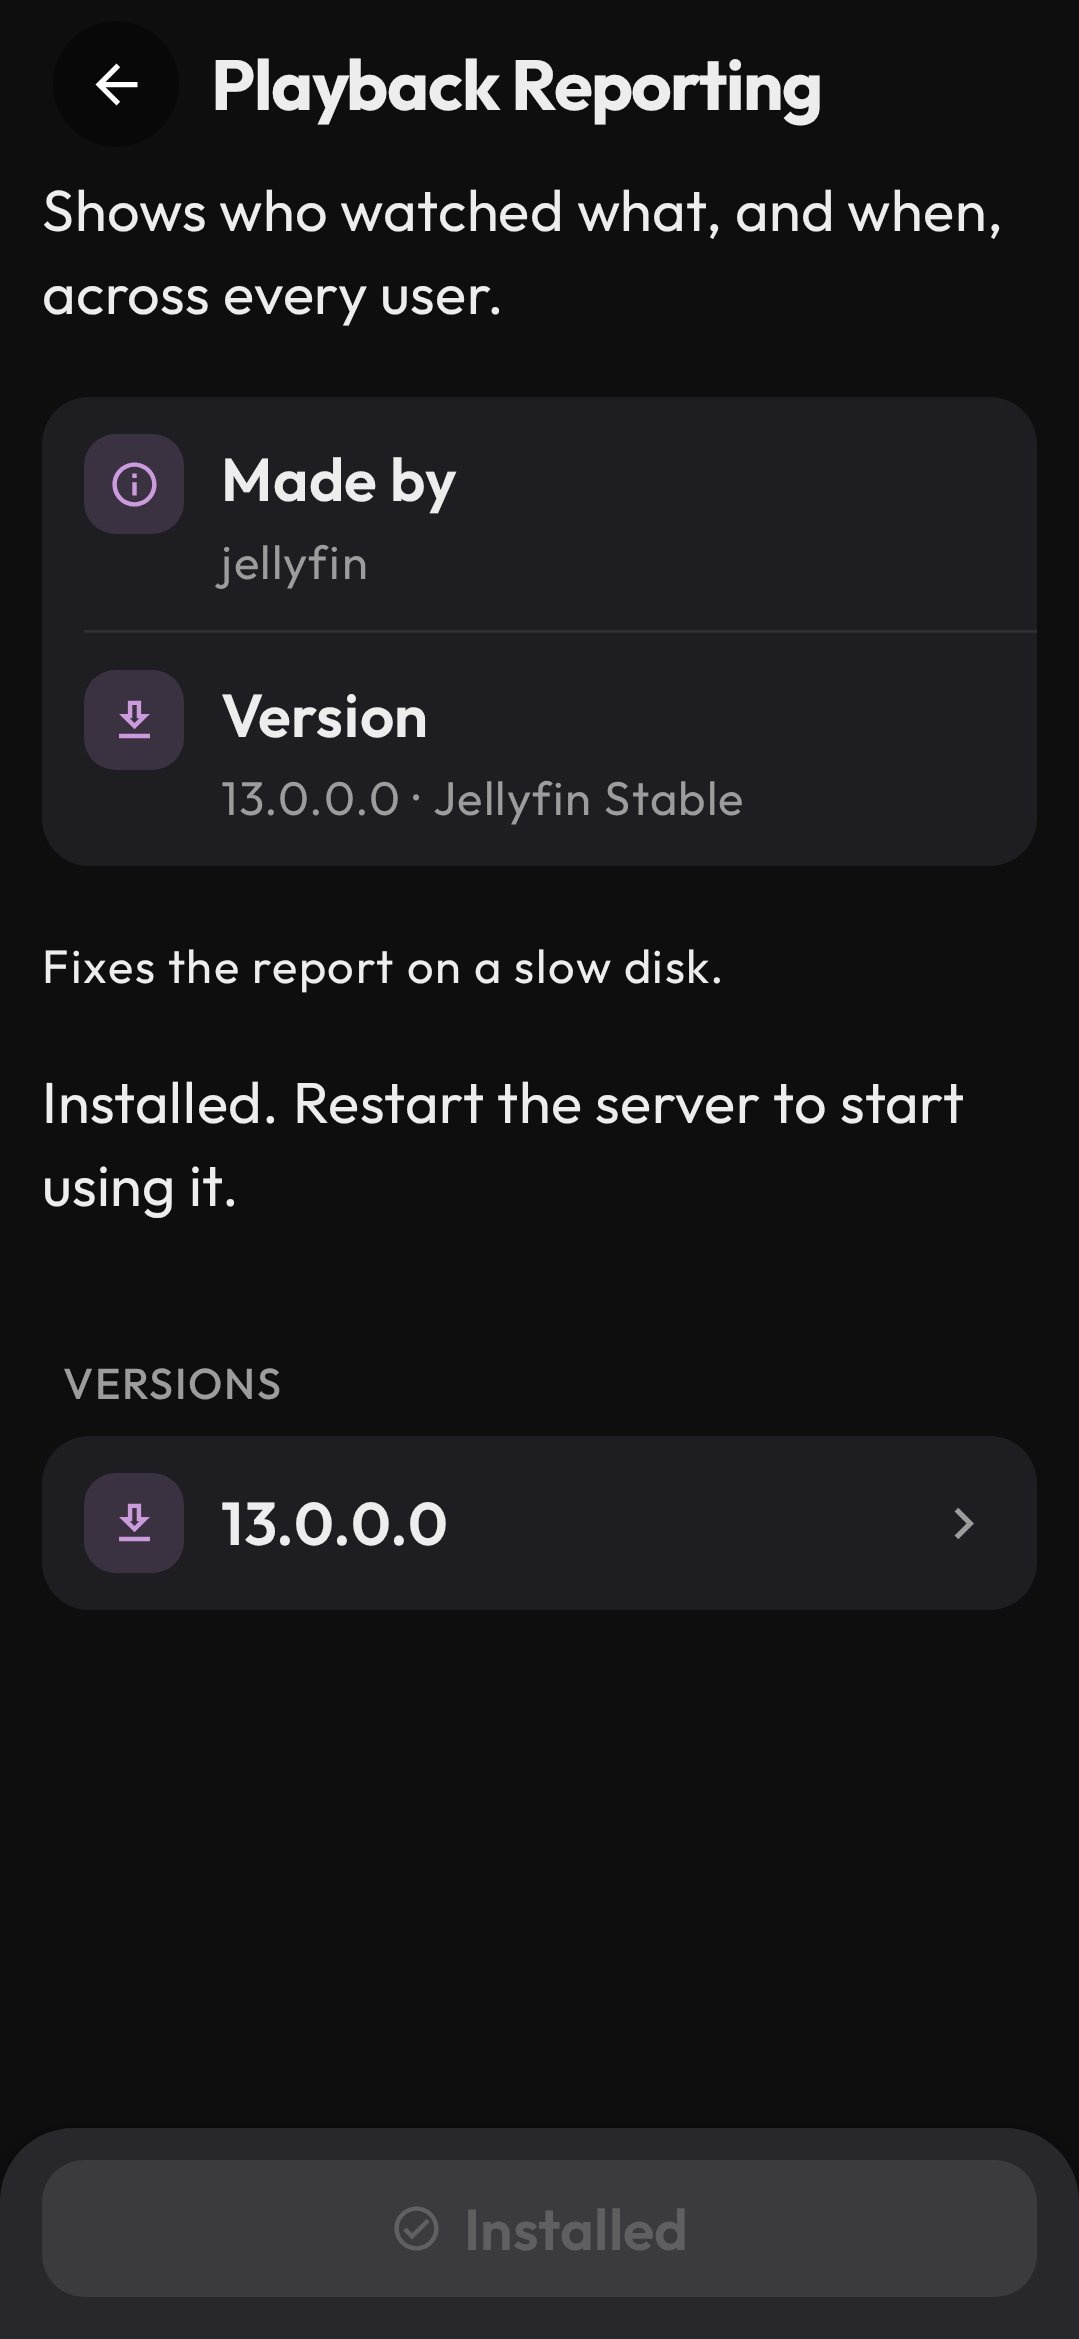 Playback Reporting
Shows who watched what, and when,
across every user.
Made by
jellyfin
Version
13.0.0.0 · Jellyfin Stable
Fixes the report on a slow disk.
Installed. Restart the server to start
using it.
VERSIONS
13.0.0.0
Installed